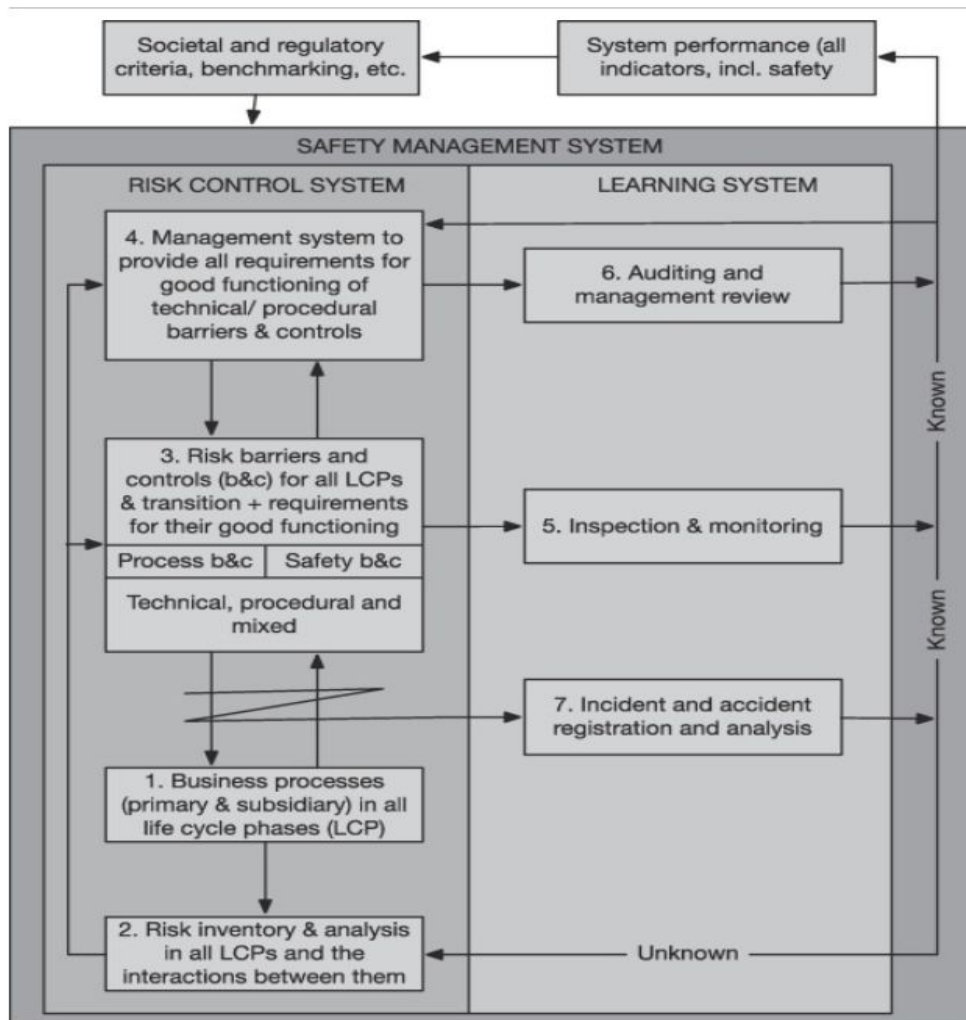 Societal and regulatory
criteria, benchmarking, etc.
System performance (all
indicators, incl. safety
SAFETY MANAGEMENT SYSTEM
RISK CONTROL SYSTEM
LEARNING SYSTEM
4. Management system to
provide all requirements for
good functioning of
technical/ procedural
barriers & controls
6. Auditing and
management review
Known
3. Risk barriers and
controls (b&c) for all LCPs
& transition + requirements
for their good functioning
Process b&c
Safety b&c
Technical, procedural and
mixed
5. Inspection & monitoring
Known
7. Incident and accident
registration and analysis
1. Business processes
(primary & subsidiary) in all
life cycle phases (LCP)
2. Risk inventory & analysis
in all LCPs and the
interactions between them
Unknown